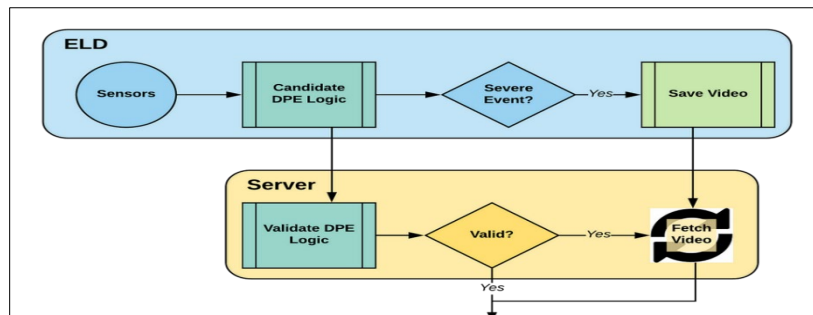 ELD
Sensors
Candidate
DPE Logic
Severe
Event?
Yes
Save Video
Server
Validate DPE
Logic
Valid?
Yes
Fetch
Video
Yes